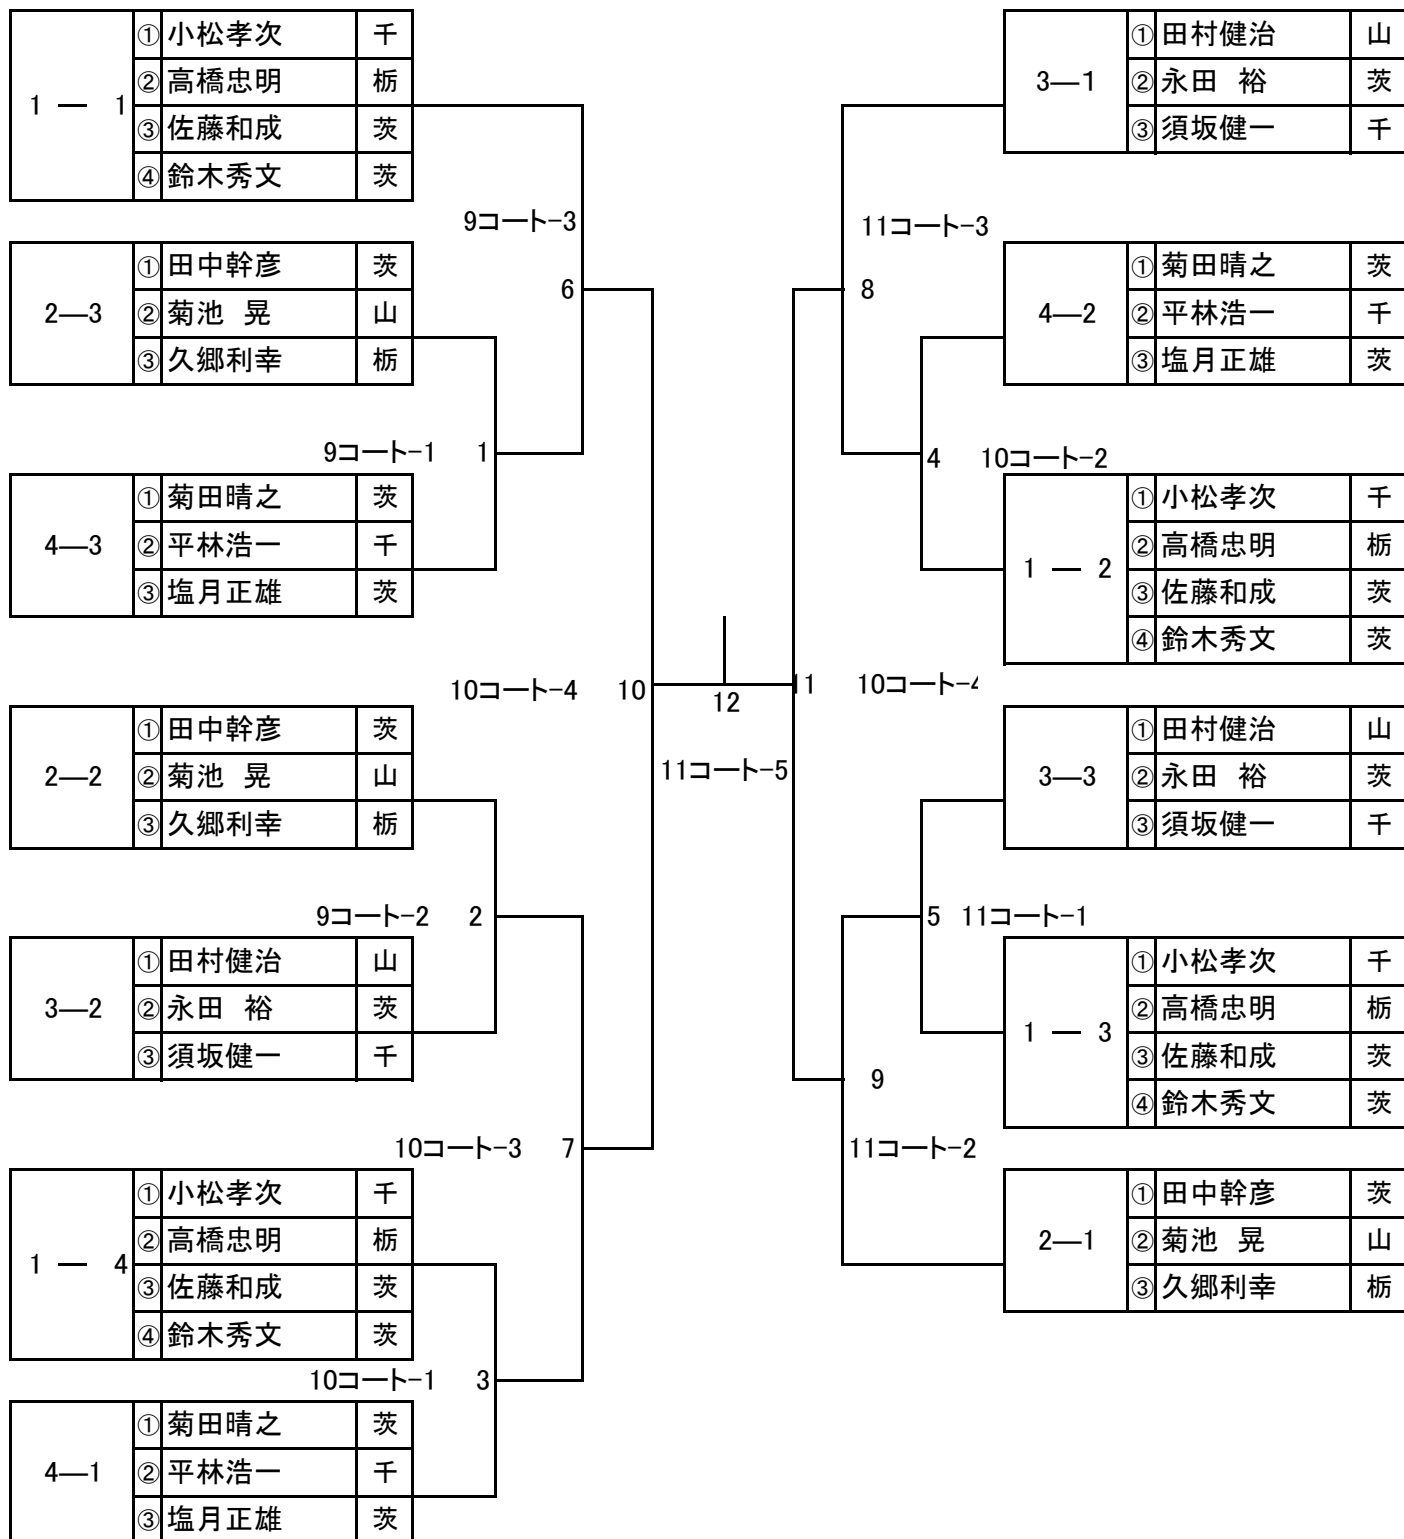 1 ― 1
① 小松孝次 千
② 高橋忠明 栃
③ 佐藤和成 茨
④ 鈴木秀文 茨
9コート-3
6
2―3
① 田中幹彦 茨
② 菊池 晃 山
③ 久郷利幸 栃
9コート-1 1
4―3
① 菊田晴之 茨
② 平林浩一 千
③ 塩月正雄 茨
10コート-4 10
2―2
① 田中幹彦 茨
② 菊池 晃 山
③ 久郷利幸 栃
9コート-2 2
3―2
① 田村健治 山
② 永田 裕 茨
③ 須坂健一 千
10コート-3 7
1 ― 4
① 小松孝次 千
② 高橋忠明 栃
③ 佐藤和成 茨
④ 鈴木秀文 茨
10コート-1 3
4―1
① 菊田晴之 茨
② 平林浩一 千
③ 塩月正雄 茨
12
11コート-5
3―1
① 田村健治 山
② 永田 裕 茨
③ 須坂健一 千
11コート-3
8
4―2
① 菊田晴之 茨
② 平林浩一 千
③ 塩月正雄 茨
4 10コート-2
1 ― 2
① 小松孝次 千
② 高橋忠明 栃
③ 佐藤和成 茨
④ 鈴木秀文 茨
11 10コート-4
3―3
① 田村健治 山
② 永田 裕 茨
③ 須坂健一 千
5 11コート-1
1 ― 3
① 小松孝次 千
② 高橋忠明 栃
③ 佐藤和成 茨
④ 鈴木秀文 茨
9
11コート-2
2―1
① 田中幹彦 茨
② 菊池 晃 山
③ 久郷利幸 栃